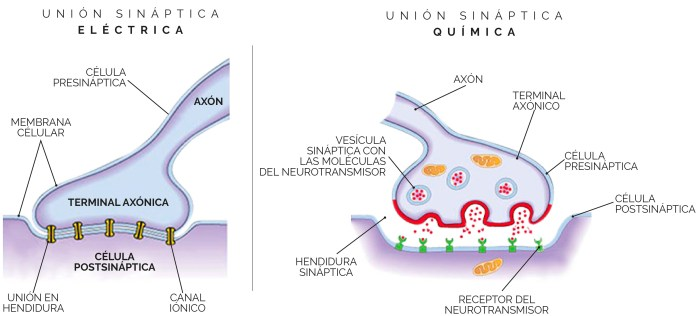 UNIÓN SINÁPTICA
ELÉCTRICA
CÉLULA
PRESINÁPTICA
AXÓN
MEMBRANA
CELULAR
TERMINAL AXÓNICA
CÉLULA
POSTSINÁPTICA
UNIÓN EN
HENDIDURA
CANAL
IÓNICO
UNIÓN SINÁPTICA
QUÍMICA
AXÓN
TERMINAL
AXÓNICO
VESÍCULA
SINÁPTICA CON
LAS MOLÉCULAS
DEL NEUROTRANSMISOR
CÉLULA
PRESINÁPTICA
CÉLULA
POSTSINÁPTICA
HENDIDURA
SINÁPTICA
RECEPTOR DEL
NEUROTRANSMISOR